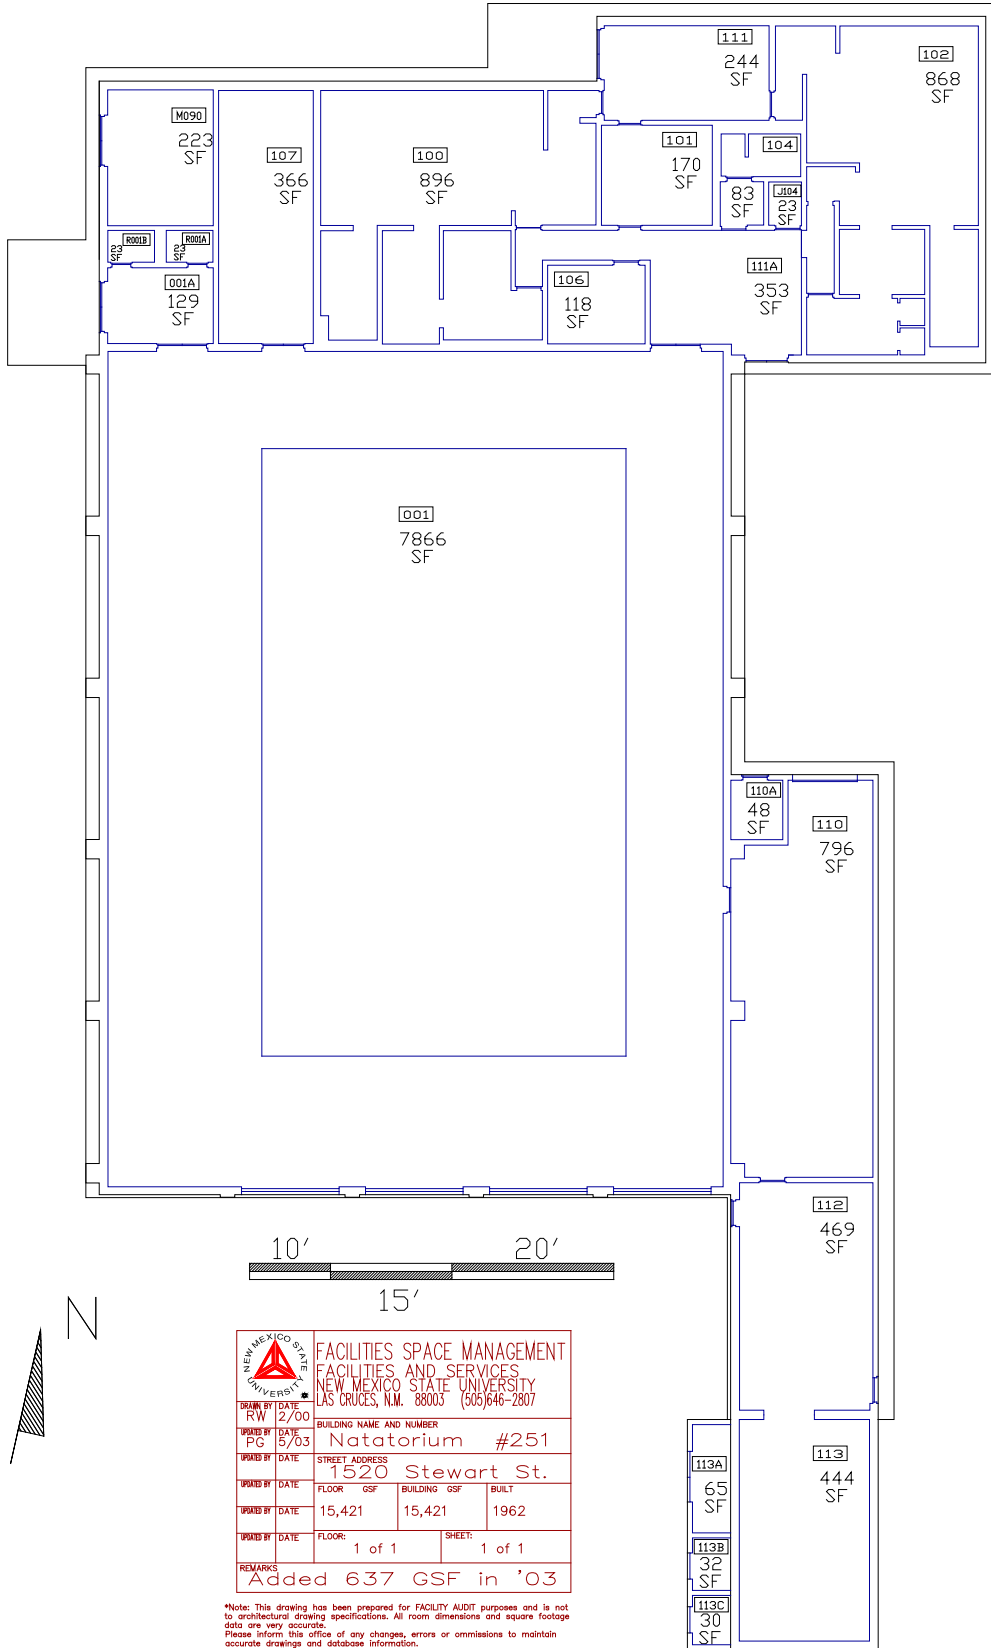 111
244
SF
102
868
SF
M090
223
SF
107
366
SF
100
896
SF
101
170
SF
104
83
SF
J104
23
SF
R001B
23
SF
R001A
23
SF
001A
129
SF
106
118
SF
111A
353
SF
001
7866
SF
110A
48
SF
110
796
SF
112
469
SF
10' 20'
15'
N
113A
65
SF
113
444
SF
113B
32
SF
113C
30
SF
NEW MEXICO STATE UNIVERSITY
FACILITIES SPACE MANAGEMENT
FACILITIES AND SERVICES
NEW MEXICO STATE UNIVERSITY
LAS CRUCES, N.M. 88003 (505)646-2807
DRAWN BY DATE
RW 2/00
BUILDING NAME AND NUMBER
Natatorium #251
UPDATED BY DATE
PG 5/03
UPDATED BY DATE
STREET ADDRESS
1520 Stewart St.
UPDATED BY DATE
FLOOR GSF BUILDING GSF BUILT
15,421 15,421 1962
UPDATED BY DATE
UPDATED BY DATE
FLOOR: SHEET:
1 of 1 1 of 1
REMARKS
Added 637 GSF in '03
*Note: This drawing has been prepared for FACILITY AUDIT purposes and is not
to architectural drawing specifications. All room dimensions and square footage
data are very accurate.
Please inform this office of any changes, errors or ommissions to maintain
accurate drawings and database information.